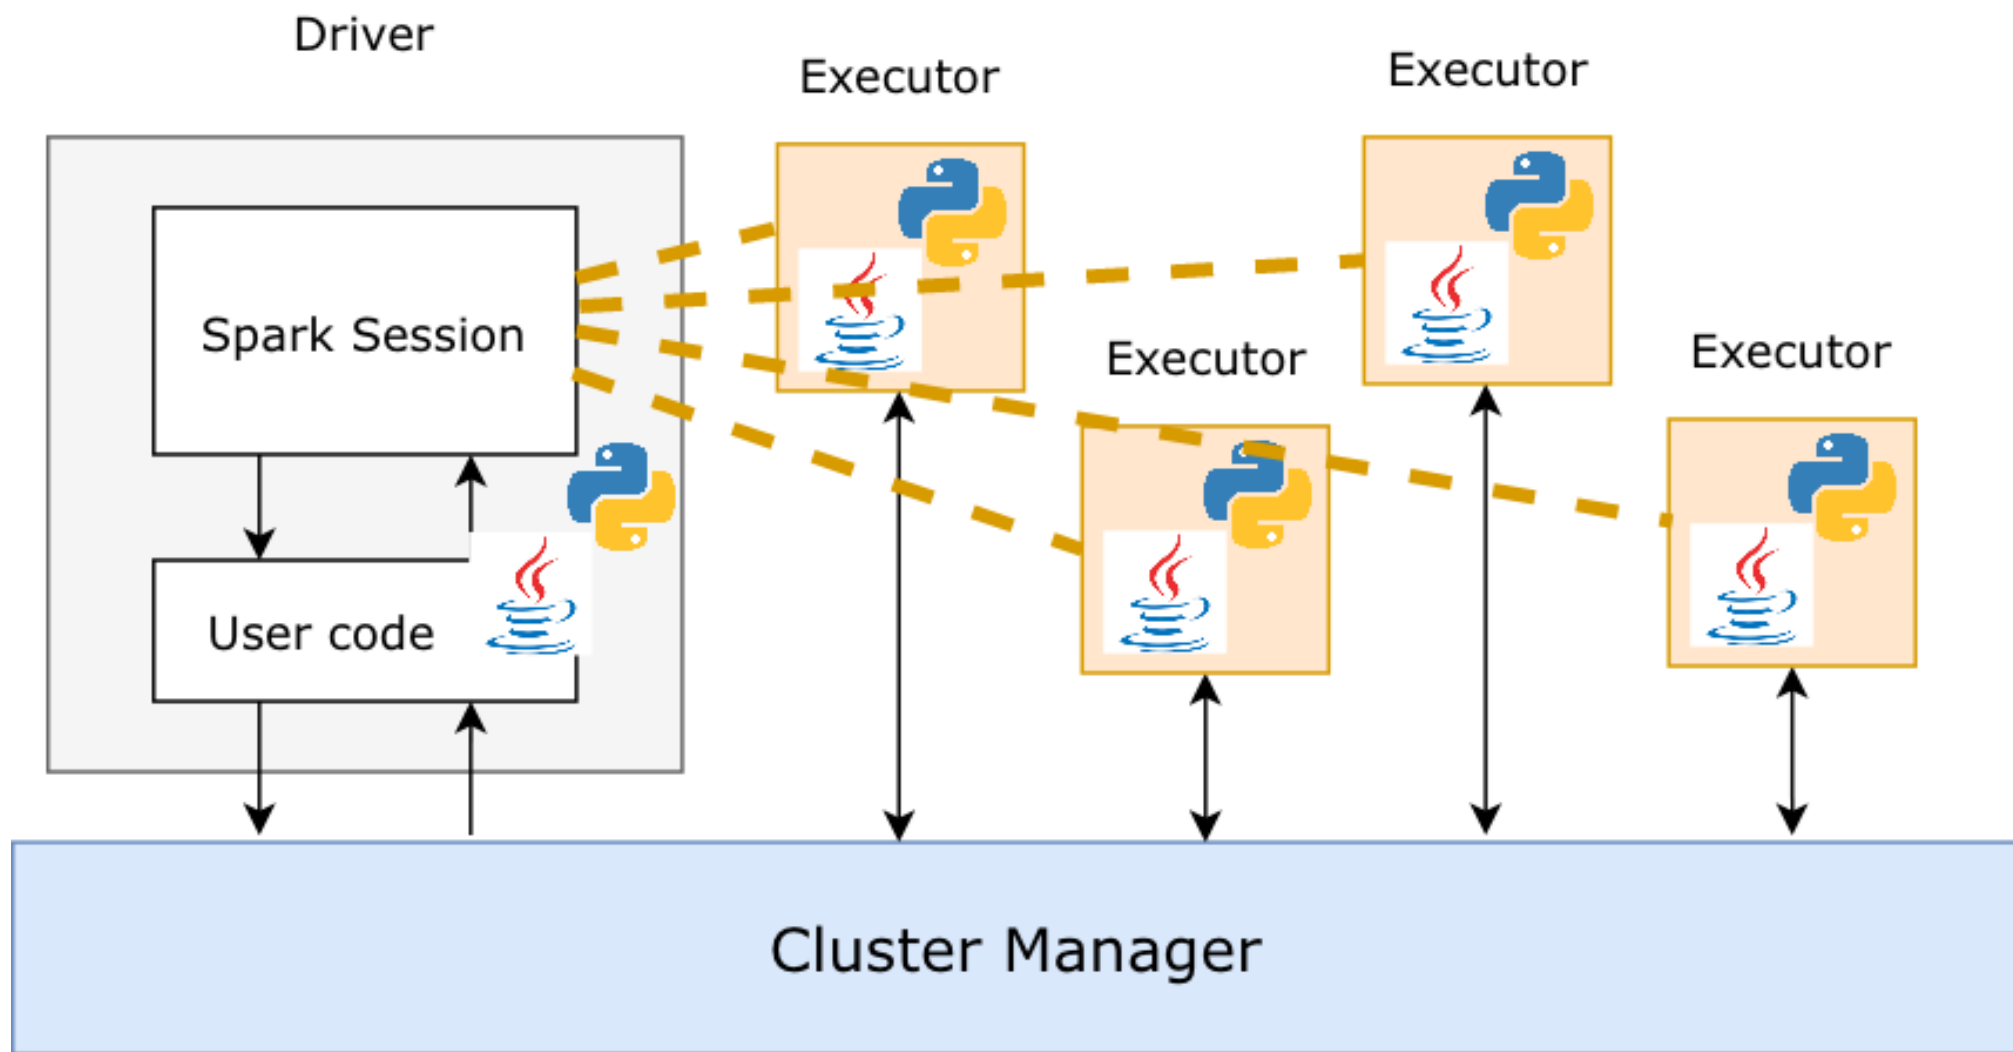 Driver
Executor
Executor
Spark Session
Executor
Executor
User code
Cluster Manager